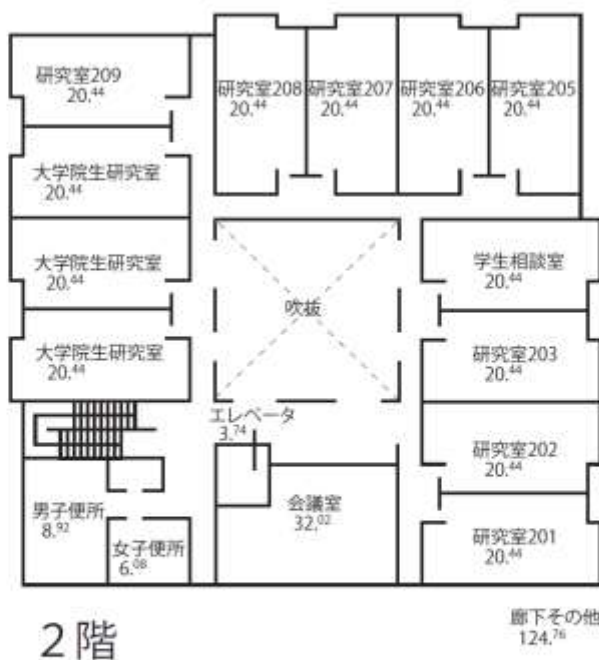 研究室209
20.44
研究室208
20.44
研究室207
20.44
研究室206
20.44
研究室205
20.44
大学院生研究室
20.44
大学院生研究室
20.44
大学院生研究室
20.44
吹抜
学生相談室
20.44
研究室203
20.44
研究室202
20.44
研究室201
20.44
エレベータ
3.74
会議室
32.02
男子便所
8.92
女子便所
6.08
2階
廊下その他
124.76